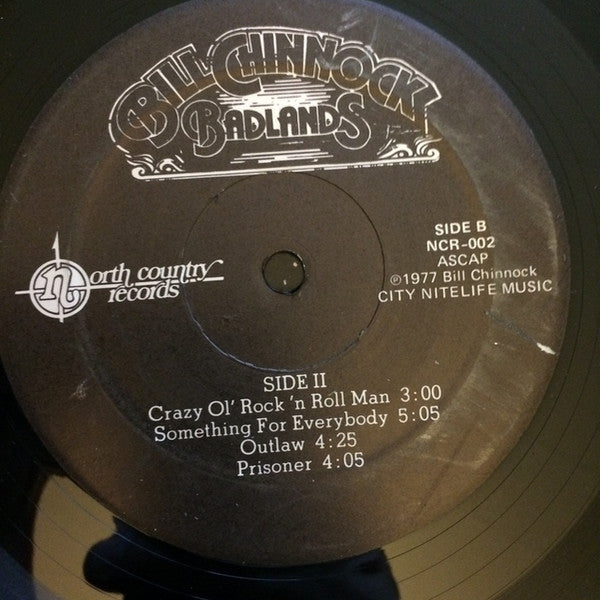 BILL CHINNOCK
BADLANDS
north country
records
SIDE B
NCR-002
ASCAP
℗1977 Bill Chinnock
CITY NITELIFE MUSIC
SIDE II
Crazy Ol' Rock 'n Roll Man 3:00
Something For Everybody 5:05
Outlaw 4:25
Prisoner 4:05